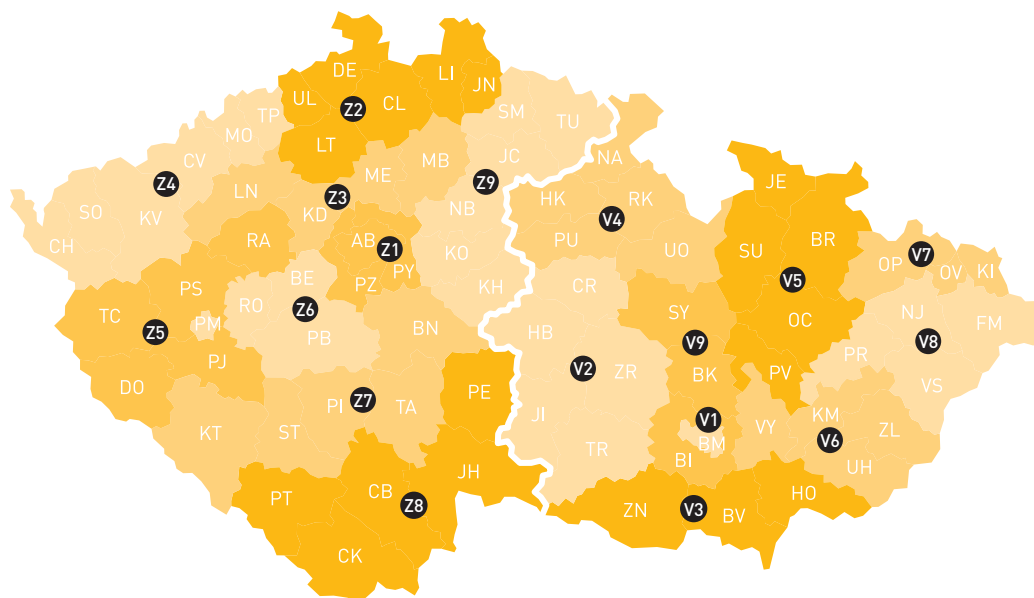 DE
LI
JN
UL
Z2
CL
TP
SM
TU
MO
LT
CV
MB
JC
NA
Z4
LN
ME
Z9
JE
SO
KV
KD
Z3
NB
HK
RK
V4
CH
RA
AB
Z1
KO
PU
UO
SU
BR
PS
BE
PZ
PY
KH
CR
V5
OP
V7
OV
KI
TC
RO
Z6
SY
OC
NJ
FM
Z5
PM
PB
BN
HB
V9
V8
PJ
V2
ZR
BK
PV
PR
VS
DO
PI
Z7
TA
PE
JI
V1
KM
ZL
KT
ST
TR
BM
VY
V6
BI
UH
PT
CB
JH
Z8
ZN
V3
BV
HO
CK